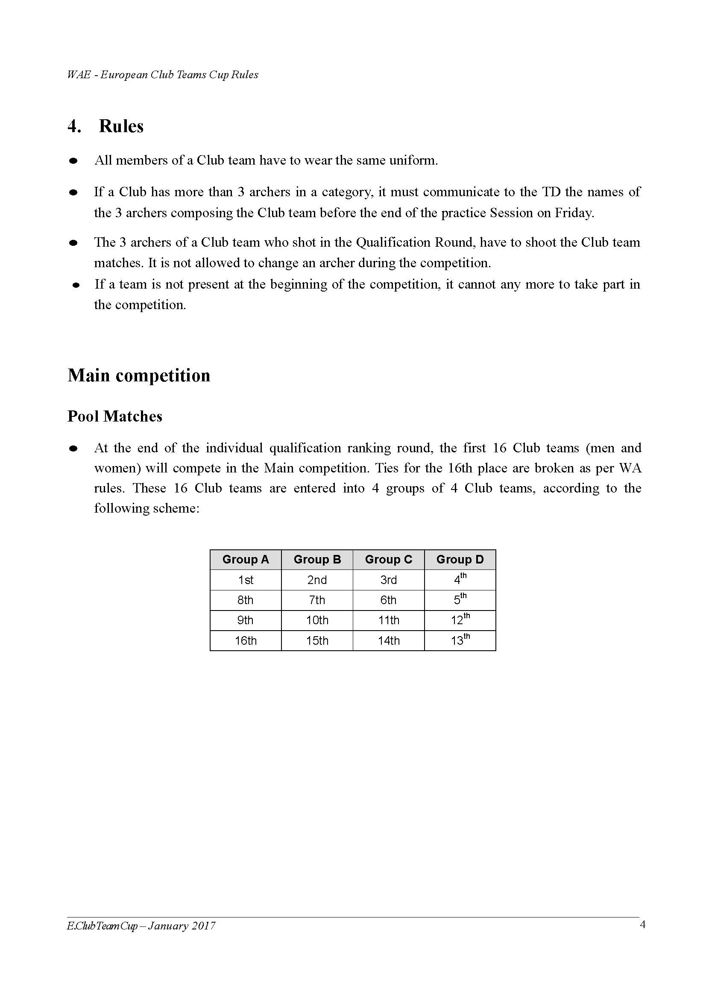 WAE - European Club Teams Cup Rules
4. Rules
● All members of a Club team have to wear the same uniform.
● If a Club has more than 3 archers in a category, it must communicate to the TD the names of
the 3 archers composing the Club team before the end of the practice Session on Friday.
● The 3 archers of a Club team who shot in the Qualification Round, have to shoot the Club team
matches. It is not allowed to change an archer during the competition.
● If a team is not present at the beginning of the competition, it cannot any more to take part in
the competition.
Main competition
Pool Matches
● At the end of the individual qualification ranking round, the first 16 Club teams (men and
women) will compete in the Main competition. Ties for the 16th place are broken as per WA
rules. These 16 Club teams are entered into 4 groups of 4 Club teams, according to the
following scheme:
Group A Group B Group C Group D
1st 2nd 3rd 4th
8th 7th 6th 5th
9th 10th 11th 12th
16th 15th 14th 13th
E.ClubTeamCup – January 2017 4